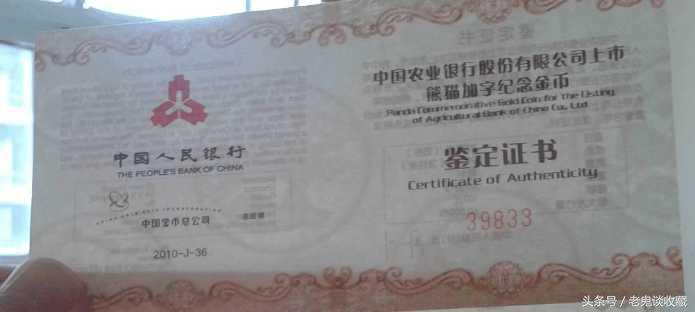 中国人民银行
THE PEOPLE'S BANK OF CHINA
中国金币总公司
2010-J-36
中国农业银行股份有限公司上市
熊猫加字纪念金币
Panda Commemorative Gold Coin for the Listing
of Agricultural Bank of China Co., Ltd
鉴定证书
Certificate of Authenticity
39833
头条号 / 老鬼谈收藏